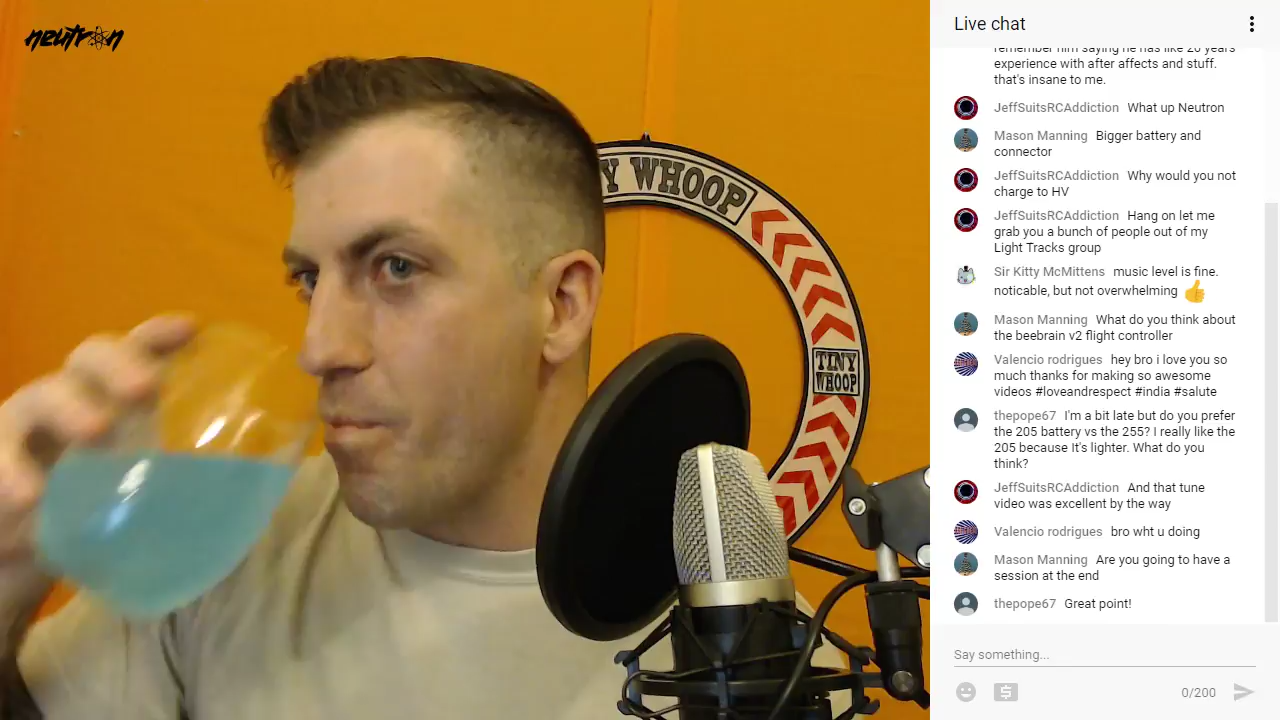 neutron
Y WHOOP
TINY
WHOOP
Live chat
remember him saying he has like 20 years
experience with after affects and stuff.
that's insane to me.
JeffSuitsRCAddiction What up Neutron
Mason Manning Bigger battery and
connector
JeffSuitsRCAddiction Why would you not
charge to HV
JeffSuitsRCAddiction Hang on let me
grab you a bunch of people out of my
Light Tracks group
Sir Kitty McMittens music level is fine.
noticable, but not overwhelming 👍
Mason Manning What do you think about
the beebrain v2 flight controller
Valencio rodrigues hey bro i love you so
much thanks for making so awesome
videos #loveandrespect #india #salute
thepope67 I'm a bit late but do you prefer
the 205 battery vs the 255? I really like the
205 because It's lighter. What do you
think?
JeffSuitsRCAddiction And that tune
video was excellent by the way
Valencio rodrigues bro wht u doing
Mason Manning Are you going to have a
session at the end
thepope67 Great point!
Say something...
0/200